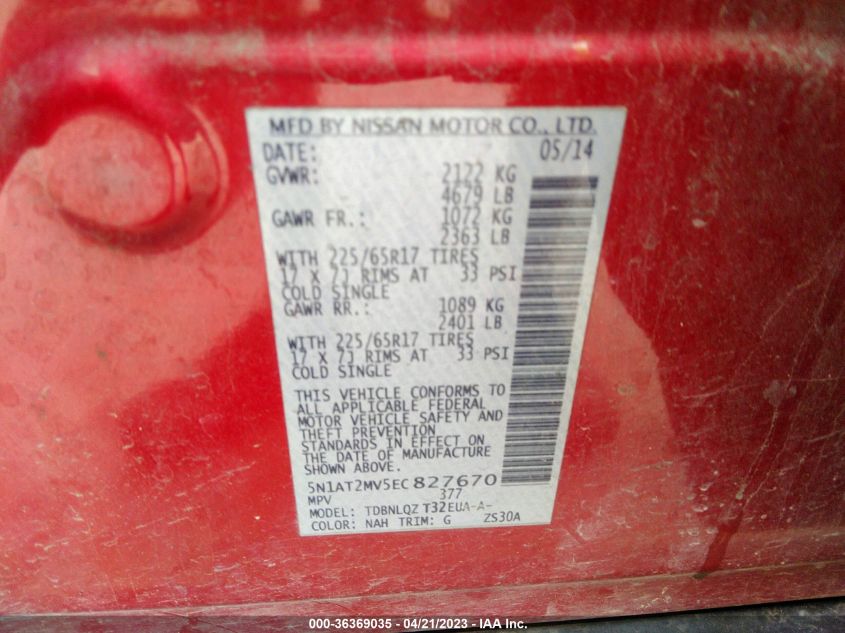 MFD BY NISSAN MOTOR CO., LTD.
DATE: 05/14
GVWR: 2122 KG
4679 LB
GAWR FR.: 1072 KG
2363 LB
WITH 225/65R17 TIRES
17 X 7J RIMS AT 33 PSI
COLD SINGLE
GAWR RR.: 1089 KG
2401 LB
WITH 225/65R17 TIRES
17 X 7J RIMS AT 33 PSI
COLD SINGLE
THIS VEHICLE CONFORMS TO
ALL APPLICABLE FEDERAL
MOTOR VEHICLE SAFETY AND
THEFT PREVENTION
STANDARDS IN EFFECT ON
THE DATE OF MANUFACTURE
SHOWN ABOVE.
5N1AT2MV5EC827670
MPV 377
MODEL: TDBNLQZ T32EUA-A-
COLOR: NAH TRIM: G ZS30A
000-36369035 - 04/21/2023 - IAA Inc.